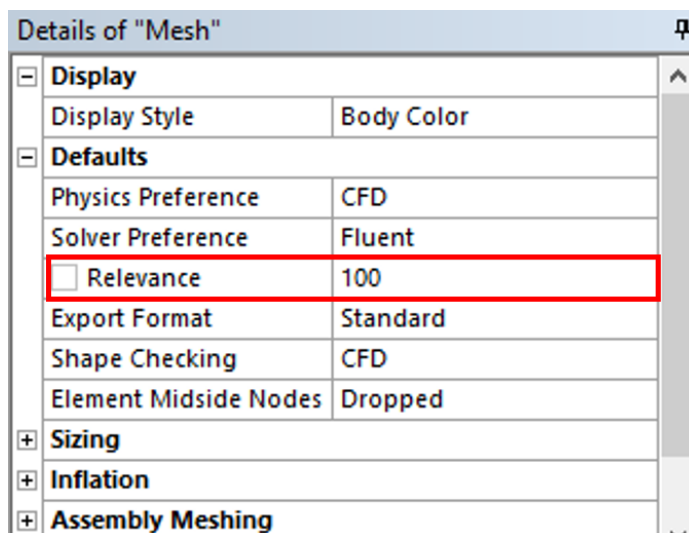 Details of "Mesh"
Display
Display Style Body Color
Defaults
Physics Preference CFD
Solver Preference Fluent
Relevance 100
Export Format Standard
Shape Checking CFD
Element Midside Nodes Dropped
Sizing
Inflation
Assembly Meshing